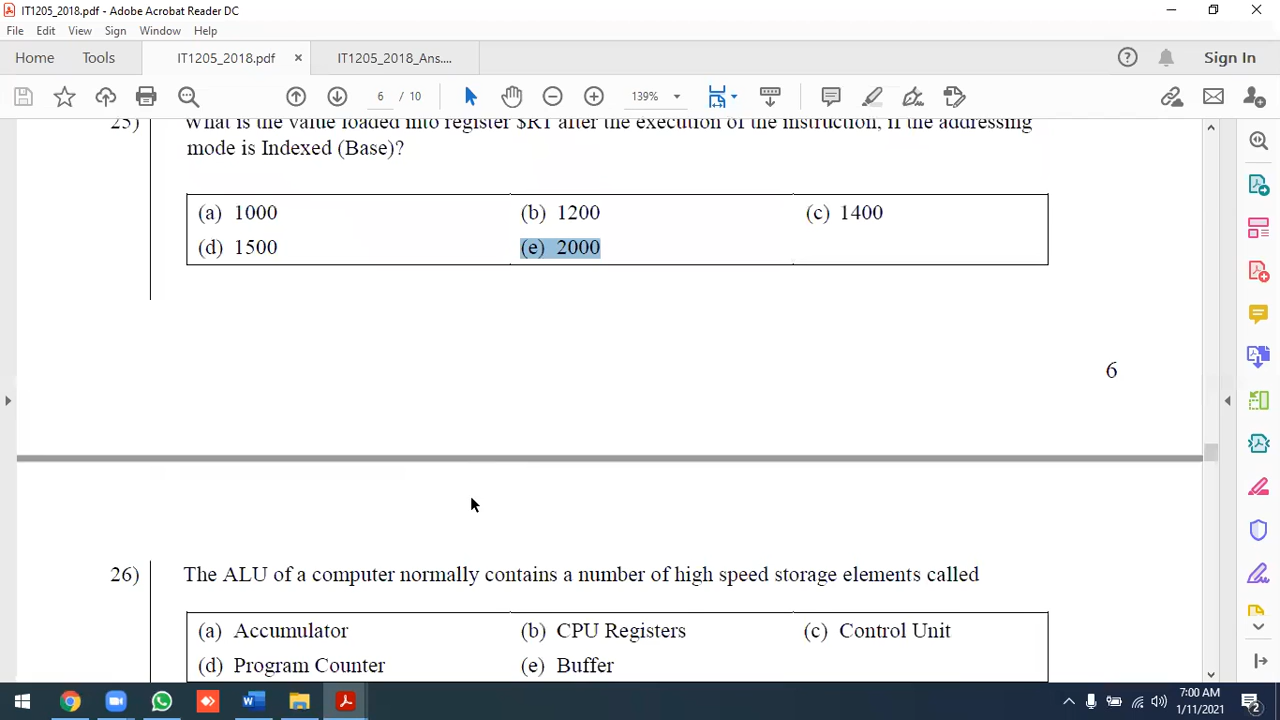 IT1205_2018.pdf - Adobe Acrobat Reader DC
File Edit View Sign Window Help
Home Tools IT1205_2018.pdf × IT1205_2018_Ans.... Sign In
6 / 10 139%
25) What is the value loaded into register $R1 after the execution of the instruction, if the addressing
mode is Indexed (Base)?
(a) 1000 (b) 1200 (c) 1400
(d) 1500 (e) 2000
6
26) The ALU of a computer normally contains a number of high speed storage elements called
(a) Accumulator (b) CPU Registers (c) Control Unit
(d) Program Counter (e) Buffer
7:00 AM
1/11/2021
2